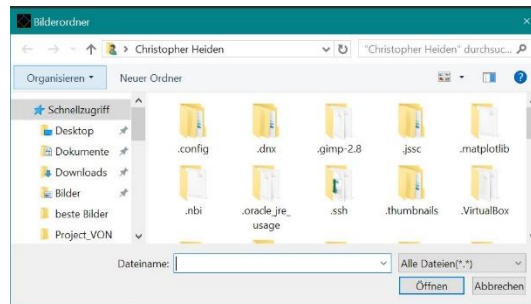 Bilderordner
Christopher Heiden
"Christopher Heiden" durchsuc...
Organisieren
Neuer Ordner
Schnellzugriff
Desktop
Dokumente
Downloads
Bilder
beste Bilder
Project_VON
.config
.dnx
.gimp-2.8
.jssc
.matplotlib
.nbi
.oracle_jre_
usage
.ssh
.thumbnails
.VirtualBox
Dateiname:
Alle Dateien(*.*)
Öffnen
Abbrechen